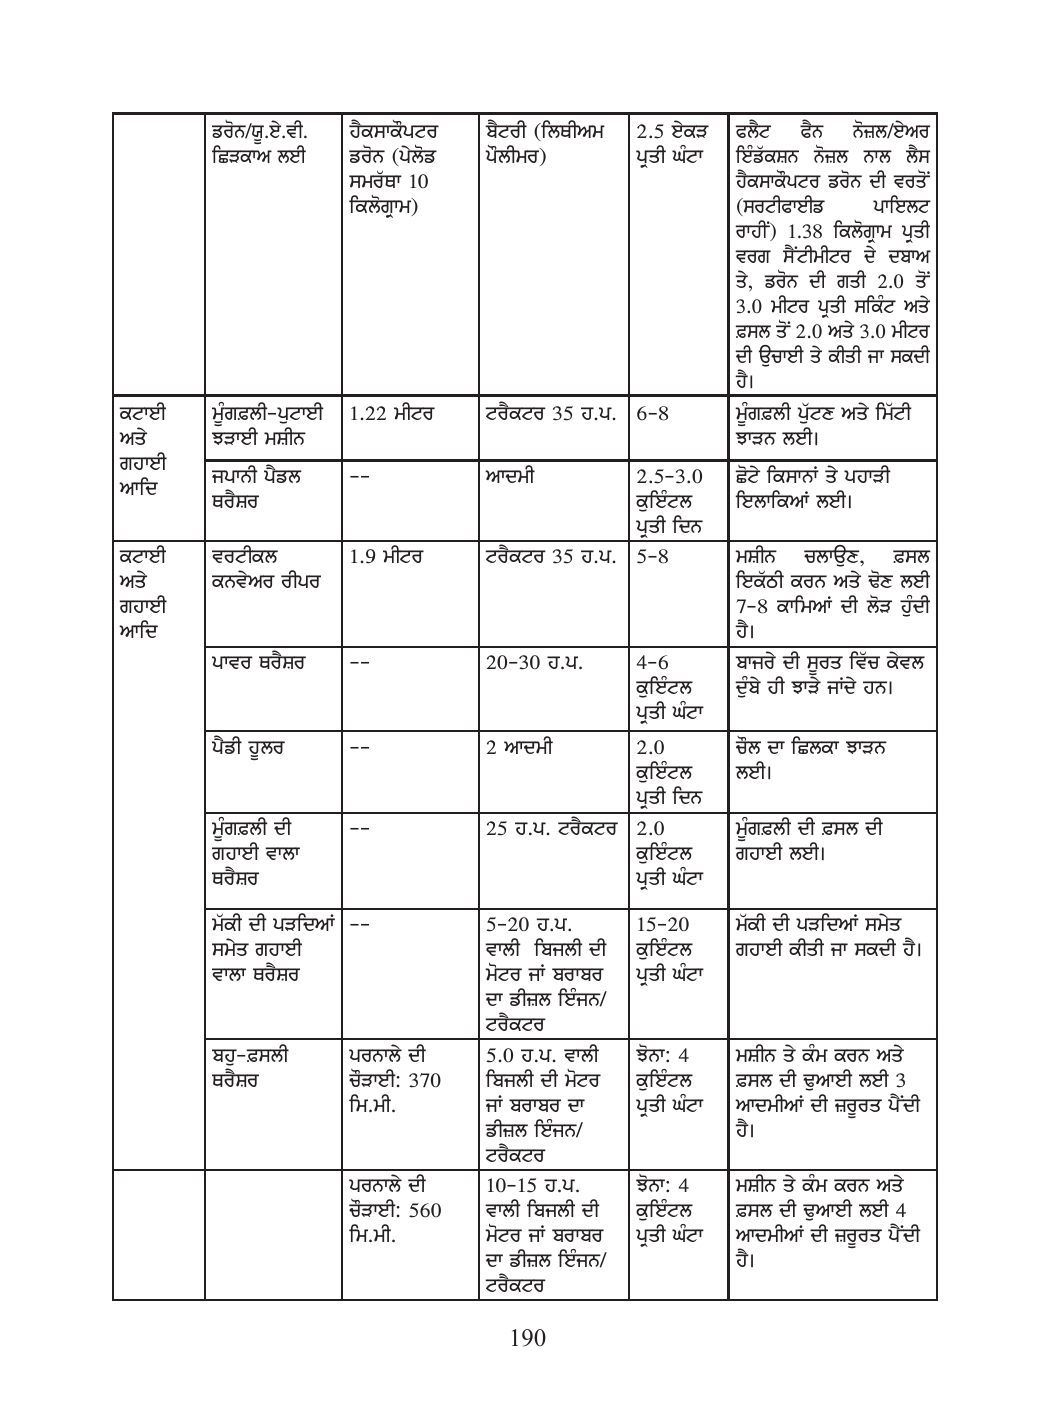 ਡਰੋਨ/ਯੂ.ਏ.ਵੀ.
ਛਿੜਕਾਅ ਲਈ
ਹੈਕਸਾਕੌਪਟਰ
ਡਰੋਨ (ਪੇਲੋਡ
ਸਮਰੱਥਾ 10
ਕਿਲੋਗ੍ਰਾਮ)
ਬੈਟਰੀ (ਲਿਥੀਅਮ
ਪੌਲੀਮਰ)
2.5 ਏਕੜ
ਪ੍ਰਤੀ ਘੰਟਾ
ਫਲੈਟ ਫੈਨ ਨੋਜ਼ਲ/ਏਅਰ
ਇੰਡੱਕਸ਼ਨ ਨੋਜ਼ਲ ਨਾਲ ਲੈਸ
ਹੈਕਸਾਕੌਪਟਰ ਡਰੋਨ ਦੀ ਵਰਤੋਂ
(ਸਰਟੀਫਾਈਡ ਪਾਇਲਟ
ਰਾਹੀਂ) 1.38 ਕਿਲੋਗ੍ਰਾਮ ਪ੍ਰਤੀ
ਵਰਗ ਸੈਂਟੀਮੀਟਰ ਦੇ ਦਬਾਅ
ਤੇ, ਡਰੋਨ ਦੀ ਗਤੀ 2.0 ਤੋਂ
3.0 ਮੀਟਰ ਪ੍ਰਤੀ ਸਕਿੰਟ ਅਤੇ
ਫ਼ਸਲ ਤੋਂ 2.0 ਅਤੇ 3.0 ਮੀਟਰ
ਦੀ ਉਚਾਈ ਤੇ ਕੀਤੀ ਜਾ ਸਕਦੀ
ਹੈ।
ਕਟਾਈ
ਅਤੇ
ਗਹਾਈ
ਆਦਿ
ਮੂੰਗਫ਼ਲੀ-ਪੁਟਾਈ
ਝੜਾਈ ਮਸ਼ੀਨ
1.22 ਮੀਟਰ
ਟਰੈਕਟਰ 35 ਹ.ਪ.
6-8
ਮੂੰਗਫ਼ਲੀ ਪੁੱਟਣ ਅਤੇ ਮਿੱਟੀ
ਝਾੜਨ ਲਈ।
ਜਪਾਨੀ ਪੈਡਲ
ਥਰੈਸ਼ਰ
--
ਆਦਮੀ
2.5-3.0
ਕੁਇੰਟਲ
ਪ੍ਰਤੀ ਦਿਨ
ਛੋਟੇ ਕਿਸਾਨਾਂ ਤੇ ਪਹਾੜੀ
ਇਲਾਕਿਆਂ ਲਈ।
ਕਟਾਈ
ਅਤੇ
ਗਹਾਈ
ਆਦਿ
ਵਰਟੀਕਲ
ਕਨਵੇਅਰ ਰੀਪਰ
1.9 ਮੀਟਰ
ਟਰੈਕਟਰ 35 ਹ.ਪ.
5-8
ਮਸ਼ੀਨ ਚਲਾਉਣ, ਫ਼ਸਲ
ਇਕੱਠੀ ਕਰਨ ਅਤੇ ਢੋਣ ਲਈ
7-8 ਕਾਮਿਆਂ ਦੀ ਲੋੜ ਹੁੰਦੀ
ਹੈ।
ਪਾਵਰ ਥਰੈਸ਼ਰ
--
20-30 ਹ.ਪ.
4-6
ਕੁਇੰਟਲ
ਪ੍ਰਤੀ ਘੰਟਾ
ਬਾਜਰੇ ਦੀ ਸੂਰਤ ਵਿੱਚ ਕੇਵਲ
ਦੁੰਬੇ ਹੀ ਝਾੜੇ ਜਾਂਦੇ ਹਨ।
ਪੈਡੀ ਹੂਲਰ
--
2 ਆਦਮੀ
2.0
ਕੁਇੰਟਲ
ਪ੍ਰਤੀ ਦਿਨ
ਚੌਲ ਦਾ ਛਿਲਕਾ ਝਾੜਨ
ਲਈ।
ਮੂੰਗਫ਼ਲੀ ਦੀ
ਗਹਾਈ ਵਾਲਾ
ਥਰੈਸ਼ਰ
--
25 ਹ.ਪ. ਟਰੈਕਟਰ
2.0
ਕੁਇੰਟਲ
ਪ੍ਰਤੀ ਘੰਟਾ
ਮੂੰਗਫ਼ਲੀ ਦੀ ਫ਼ਸਲ ਦੀ
ਗਹਾਈ ਲਈ।
ਮੱਕੀ ਦੀ ਪੜਦਿਆਂ
ਸਮੇਤ ਗਹਾਈ
ਵਾਲਾ ਥਰੈਸ਼ਰ
--
5-20 ਹ.ਪ.
ਵਾਲੀ ਬਿਜਲੀ ਦੀ
ਮੋਟਰ ਜਾਂ ਬਰਾਬਰ
ਦਾ ਡੀਜ਼ਲ ਇੰਜਨ/
ਟਰੈਕਟਰ
15-20
ਕੁਇੰਟਲ
ਪ੍ਰਤੀ ਘੰਟਾ
ਮੱਕੀ ਦੀ ਪੜਦਿਆਂ ਸਮੇਤ
ਗਹਾਈ ਕੀਤੀ ਜਾ ਸਕਦੀ ਹੈ।
ਬਹੁ-ਫ਼ਸਲੀ
ਥਰੈਸ਼ਰ
ਪਰਨਾਲੇ ਦੀ
ਚੌੜਾਈ: 370
ਮਿ.ਮੀ.
5.0 ਹ.ਪ. ਵਾਲੀ
ਬਿਜਲੀ ਦੀ ਮੋਟਰ
ਜਾਂ ਬਰਾਬਰ ਦਾ
ਡੀਜ਼ਲ ਇੰਜਨ/
ਟਰੈਕਟਰ
ਝੋਨਾ: 4
ਕੁਇੰਟਲ
ਪ੍ਰਤੀ ਘੰਟਾ
ਮਸ਼ੀਨ ਤੇ ਕੰਮ ਕਰਨ ਅਤੇ
ਫ਼ਸਲ ਦੀ ਢੁਆਈ ਲਈ 3
ਆਦਮੀਆਂ ਦੀ ਜ਼ਰੂਰਤ ਪੈਂਦੀ
ਹੈ।
ਪਰਨਾਲੇ ਦੀ
ਚੌੜਾਈ: 560
ਮਿ.ਮੀ.
10-15 ਹ.ਪ.
ਵਾਲੀ ਬਿਜਲੀ ਦੀ
ਮੋਟਰ ਜਾਂ ਬਰਾਬਰ
ਦਾ ਡੀਜ਼ਲ ਇੰਜਨ/
ਟਰੈਕਟਰ
ਝੋਨਾ: 4
ਕੁਇੰਟਲ
ਪ੍ਰਤੀ ਘੰਟਾ
ਮਸ਼ੀਨ ਤੇ ਕੰਮ ਕਰਨ ਅਤੇ
ਫ਼ਸਲ ਦੀ ਢੁਆਈ ਲਈ 4
ਆਦਮੀਆਂ ਦੀ ਜ਼ਰੂਰਤ ਪੈਂਦੀ
ਹੈ।
190